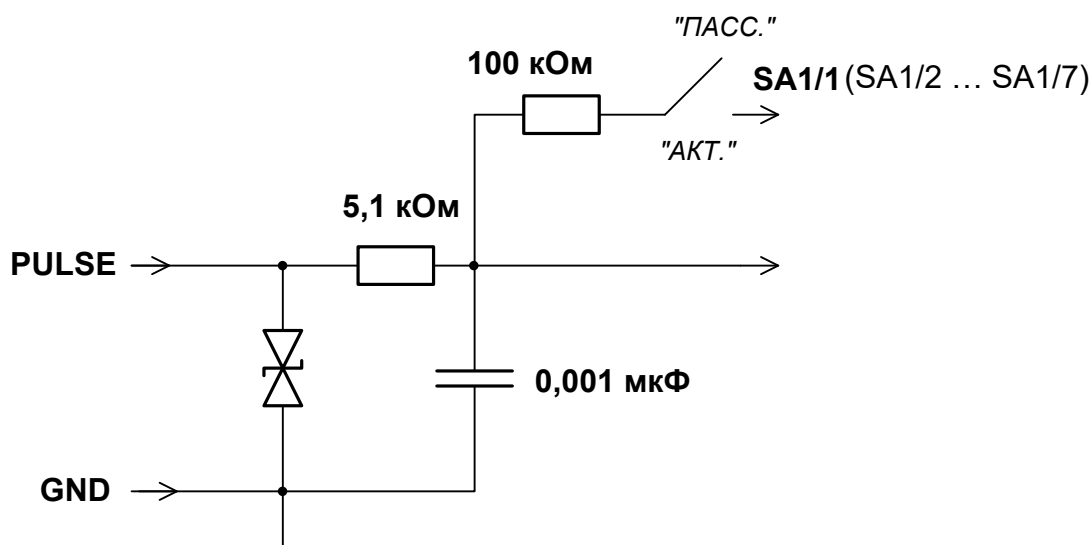 "ПАСС."
100 кОм
SA1/1 (SA1/2 ... SA1/7)
"АКТ."
5,1 кОм
PULSE
0,001 мкФ
GND